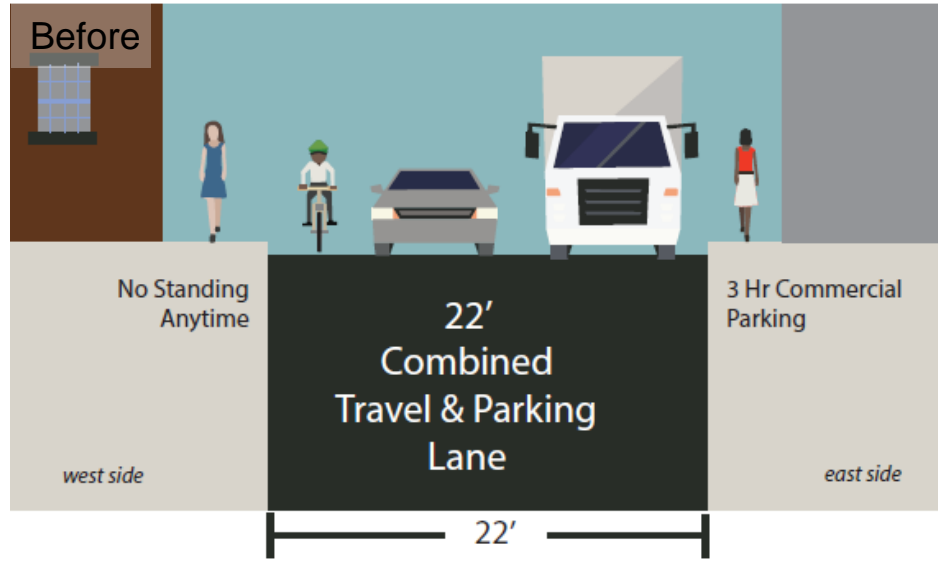 Before
No Standing
Anytime
22’
Combined
Travel & Parking
Lane
3 Hr Commercial
Parking
west side
east side
22’